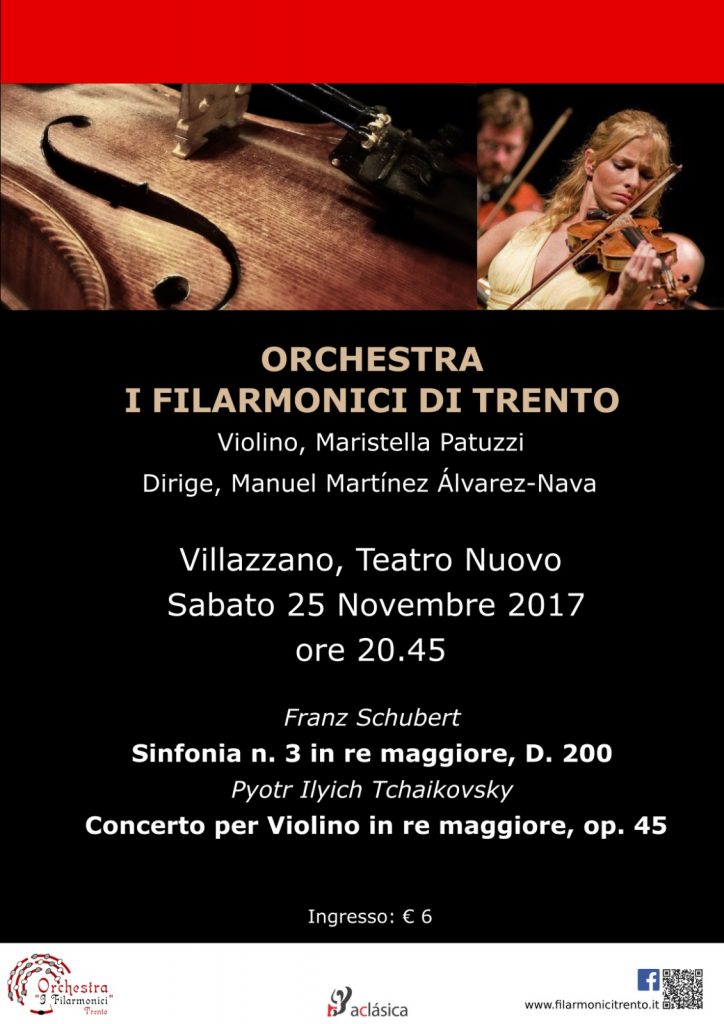 ORCHESTRA
I FILARMONICI DI TRENTO
Violino, Maristella Patuzzi
Dirige, Manuel Martínez Álvarez-Nava
Villazzano, Teatro Nuovo
Sabato 25 Novembre 2017
ore 20.45
Franz Schubert
Sinfonia n. 3 in re maggiore, D. 200
Pyotr Ilyich Tchaikovsky
Concerto per Violino in re maggiore, op. 45
Ingresso: € 6
Orchestra
"I Filarmonici"
Trento
aclásica
f
www.filarmonicitrento.it